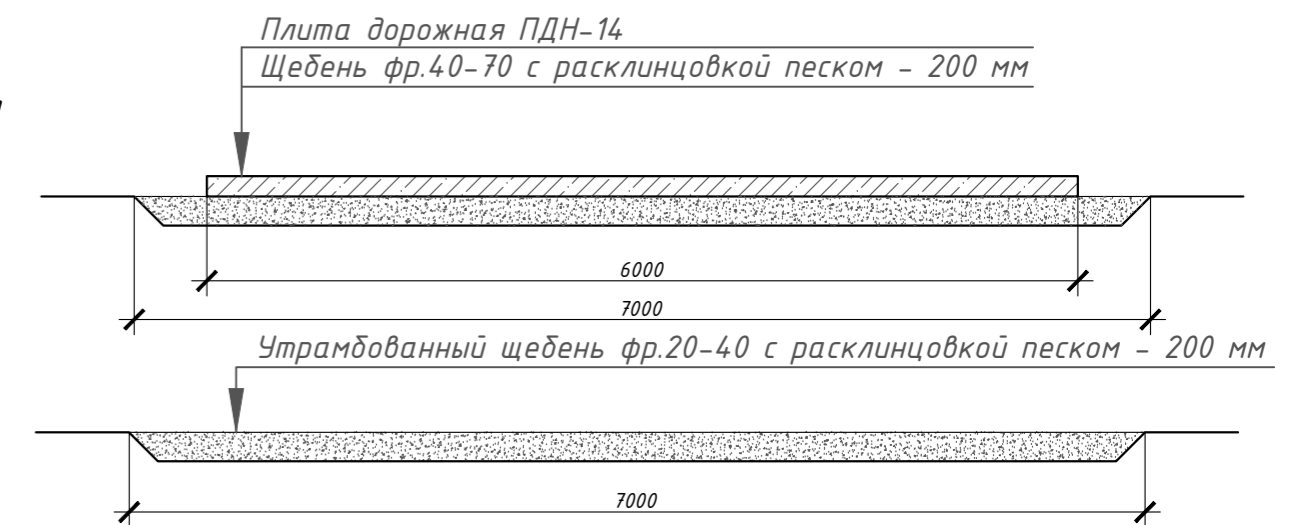 Плита дорожная ПДН-14
Щебень фр.40-70 с расклинцовкой песком - 200 мм
6000
7000
Утрамбованный щебень фр.20-40 с расклинцовкой песком - 200 мм
7000